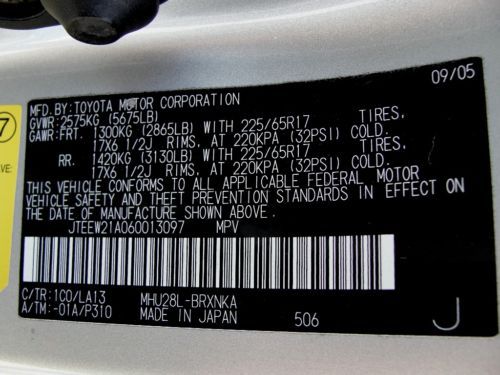 09/05
MFD.BY:TOYOTA MOTOR CORPORATION
GVWR:2575KG (5675LB)
GAWR:FRT. 1300KG (2865LB) WITH 225/65R17 TIRES,
17X6 1/2J RIMS, AT 220KPA (32PSI) COLD.
RR. 1420KG (3130LB) WITH 225/65R17 TIRES,
17X6 1/2J RIMS, AT 220KPA (32PSI) COLD.
THIS VEHICLE CONFORMS TO ALL APPLICABLE FEDERAL MOTOR
VEHICLE SAFETY AND THEFT PREVENTION STANDARDS IN EFFECT ON
THE DATE OF MANUFACTURE SHOWN ABOVE.
JTEEW21A060013097 MPV
C/TR:1C0/LA13 MHU28L-BRXNKA
A/TM:-01A/P310 MADE IN JAPAN 506 J
7